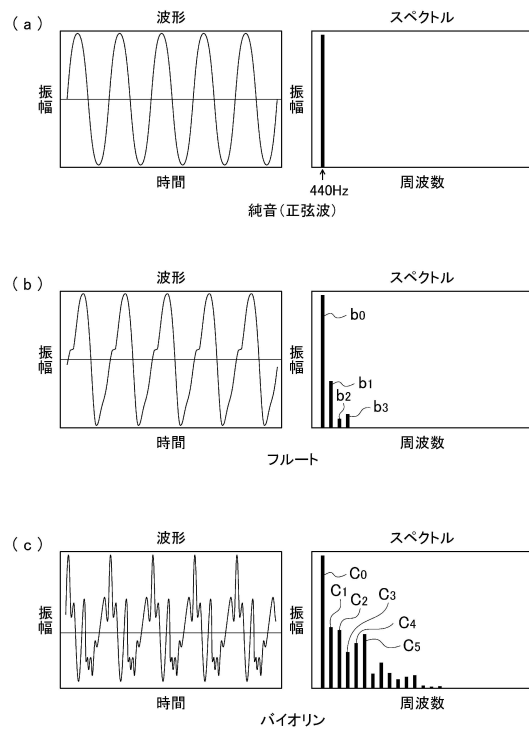 (a)
波形 スペクトル
振幅 振幅
時間 440Hz 周波数
純音(正弦波)
(b)
波形 スペクトル
振幅 振幅
b0
b1
b2
b3
時間 周波数
フルート
(c)
波形 スペクトル
振幅 振幅
C0
C1
C2
C3
C4
C5
時間 周波数
バイオリン